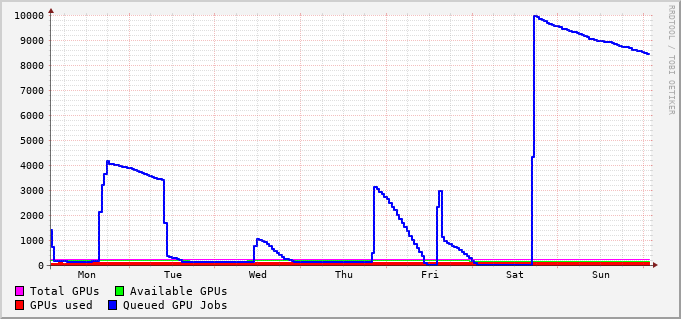 10000
9000
8000
7000
6000
5000
4000
3000
2000
1000
0
Mon Tue Wed Thu Fri Sat Sun
Total GPUs Available GPUs
GPUs used Queued GPU Jobs
RRDTOOL / TOBI OETIKER